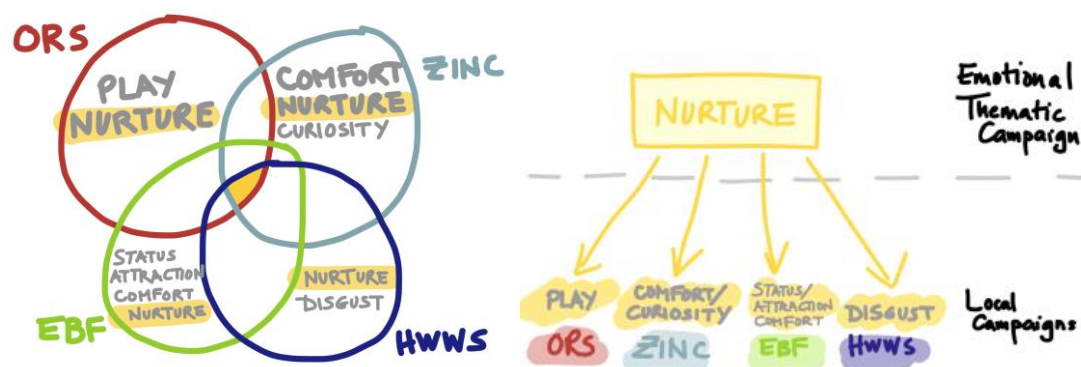 ORS
PLAY
NURTURE
COMFORT
NURTURE
CURIOSITY
ZINC
STATUS
ATTRACTION
COMFORT
NURTURE
EBF
NURTURE
DISGUST
HWWS
NURTURE
Emotional
Thematic
Campaign
PLAY
ORS
COMFORT/
CURIOSITY
ZINC
STATUS/
ATTRACTION
COMFORT
EBF
DISGUST
HWWS
Local
Campaigns